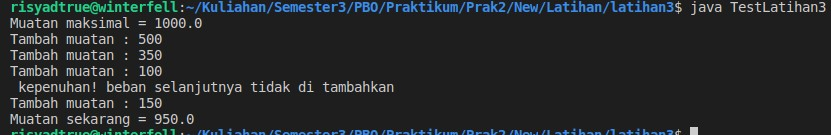 risyadtrue@winterfell:~/Kuliahan/Semester3/PBO/Praktikum/Prak2/New/Latihan/latihan3$ java TestLatihan3
Muatan maksimal = 1000.0
Tambah muatan : 500
Tambah muatan : 350
Tambah muatan : 100
 kepenuhan! beban selanjutnya tidak di tambahkan
Tambah muatan : 150
Muatan sekarang = 950.0
risyadtrue@winterfell:~/Kuliahan/Semester3/PBO/Praktikum/Prak2/New/Latihan/latihan3$